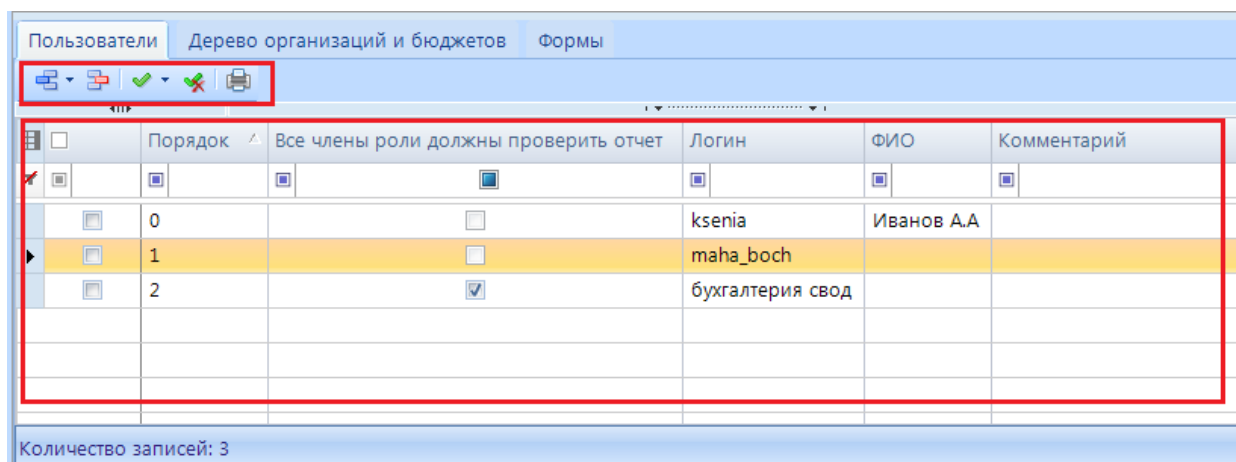 Пользователи Дерево организаций и бюджетов Формы
Порядок Все члены роли должны проверить отчет Логин ФИО Комментарий
0 ksenia Иванов А.А
1 maha_boch
2 бухгалтерия свод
Количество записей: 3